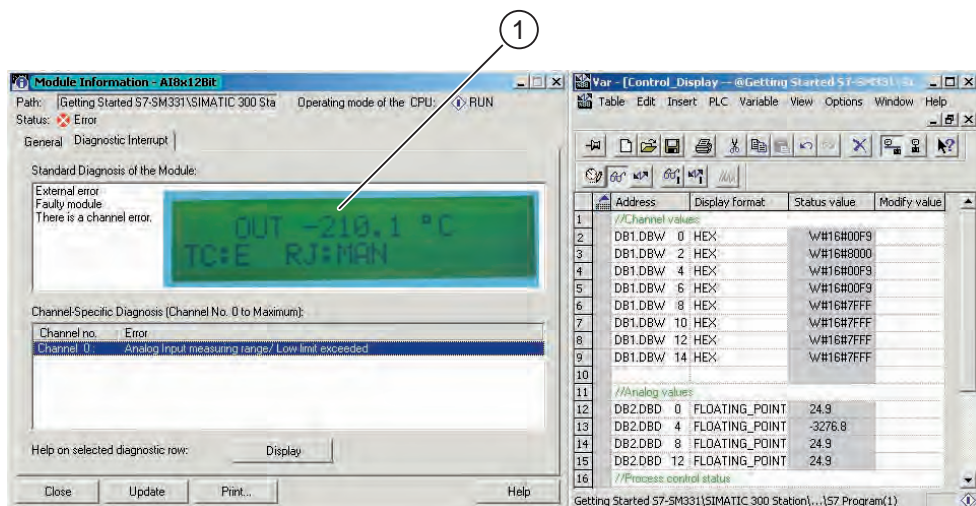 1
Module Information - AI8x12Bit
Path: Getting Started S7-SM331\SIMATIC 300 Sta Operating mode of the CPU: RUN
Status: Error
General Diagnostic Interrupt
Standard Diagnosis of the Module:
External error
Faulty module
There is a channel error.
OUT -210.1 °C
TC:E RJ:MAN
Channel-Specific Diagnosis (Channel No. 0 to Maximum):
Channel no. Error
Channel 0 : Analog Input measuring range/ Low limit exceeded
Help on selected diagnostic row: Display
Close Update Print... Help
Var - [Control_Display -- @Getting Started S7-SM331\SI
Table Edit Insert PLC Variable View Options Window Help
Address Display format Status value Modify value
1 //Channel values
2 DB1.DBW 0 HEX W#16#00F9
3 DB1.DBW 2 HEX W#16#8000
4 DB1.DBW 4 HEX W#16#00F9
5 DB1.DBW 6 HEX W#16#00F9
6 DB1.DBW 8 HEX W#16#7FFF
7 DB1.DBW 10 HEX W#16#7FFF
8 DB1.DBW 12 HEX W#16#7FFF
9 DB1.DBW 14 HEX W#16#7FFF
10
11 //Analog values
12 DB2.DBD 0 FLOATING_POINT 24.9
13 DB2.DBD 4 FLOATING_POINT -3276.8
14 DB2.DBD 8 FLOATING_POINT 24.9
15 DB2.DBD 12 FLOATING_POINT 24.9
16 //Process control status
Getting Started S7-SM331\SIMATIC 300 Station\...\S7 Program(1)